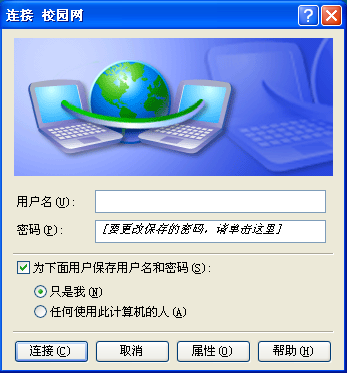 连接 校园网
用户名(U):
密码(P):
[要更改保存的密码，请单击这里]
为下面用户保存用户名和密码(S):
只是我(N)
任何使用此计算机的人(A)
连接(C) 取消 属性(O) 帮助(H)